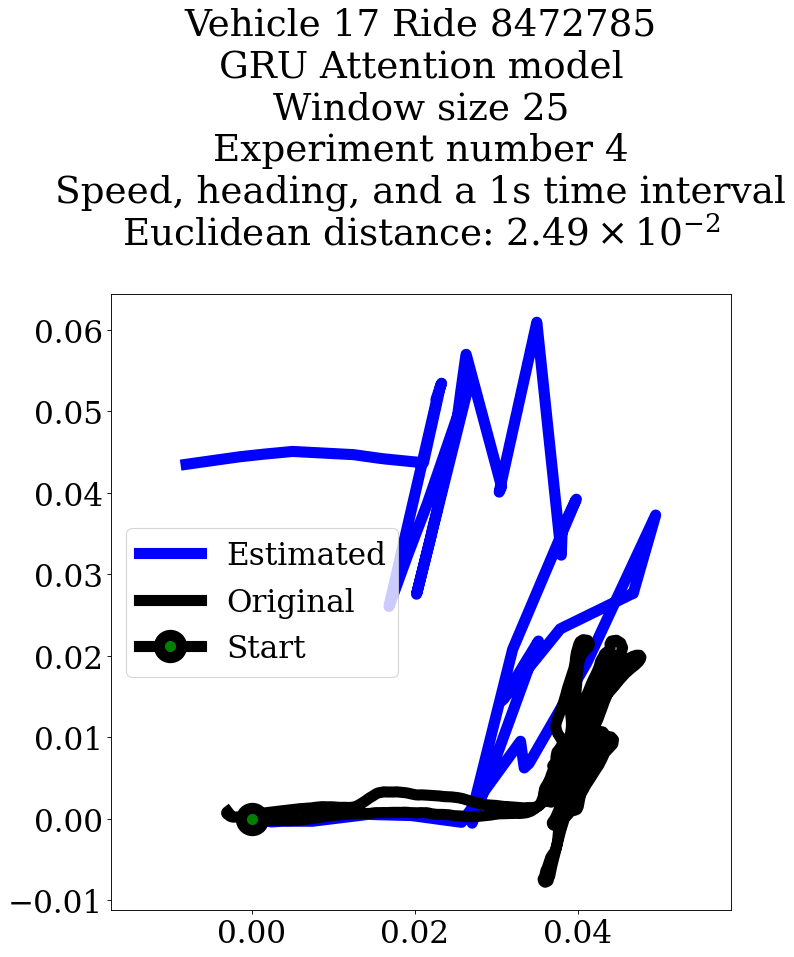 Vehicle 17 Ride 8472785
GRU Attention model
Window size 25
Experiment number 4
Speed, heading, and a 1s time interval
Euclidean distance: 2.49 × 10⁻²
0.06
0.05
0.04
0.03
0.02
0.01
0.00
−0.01
Estimated
Original
Start
0.00 0.02 0.04